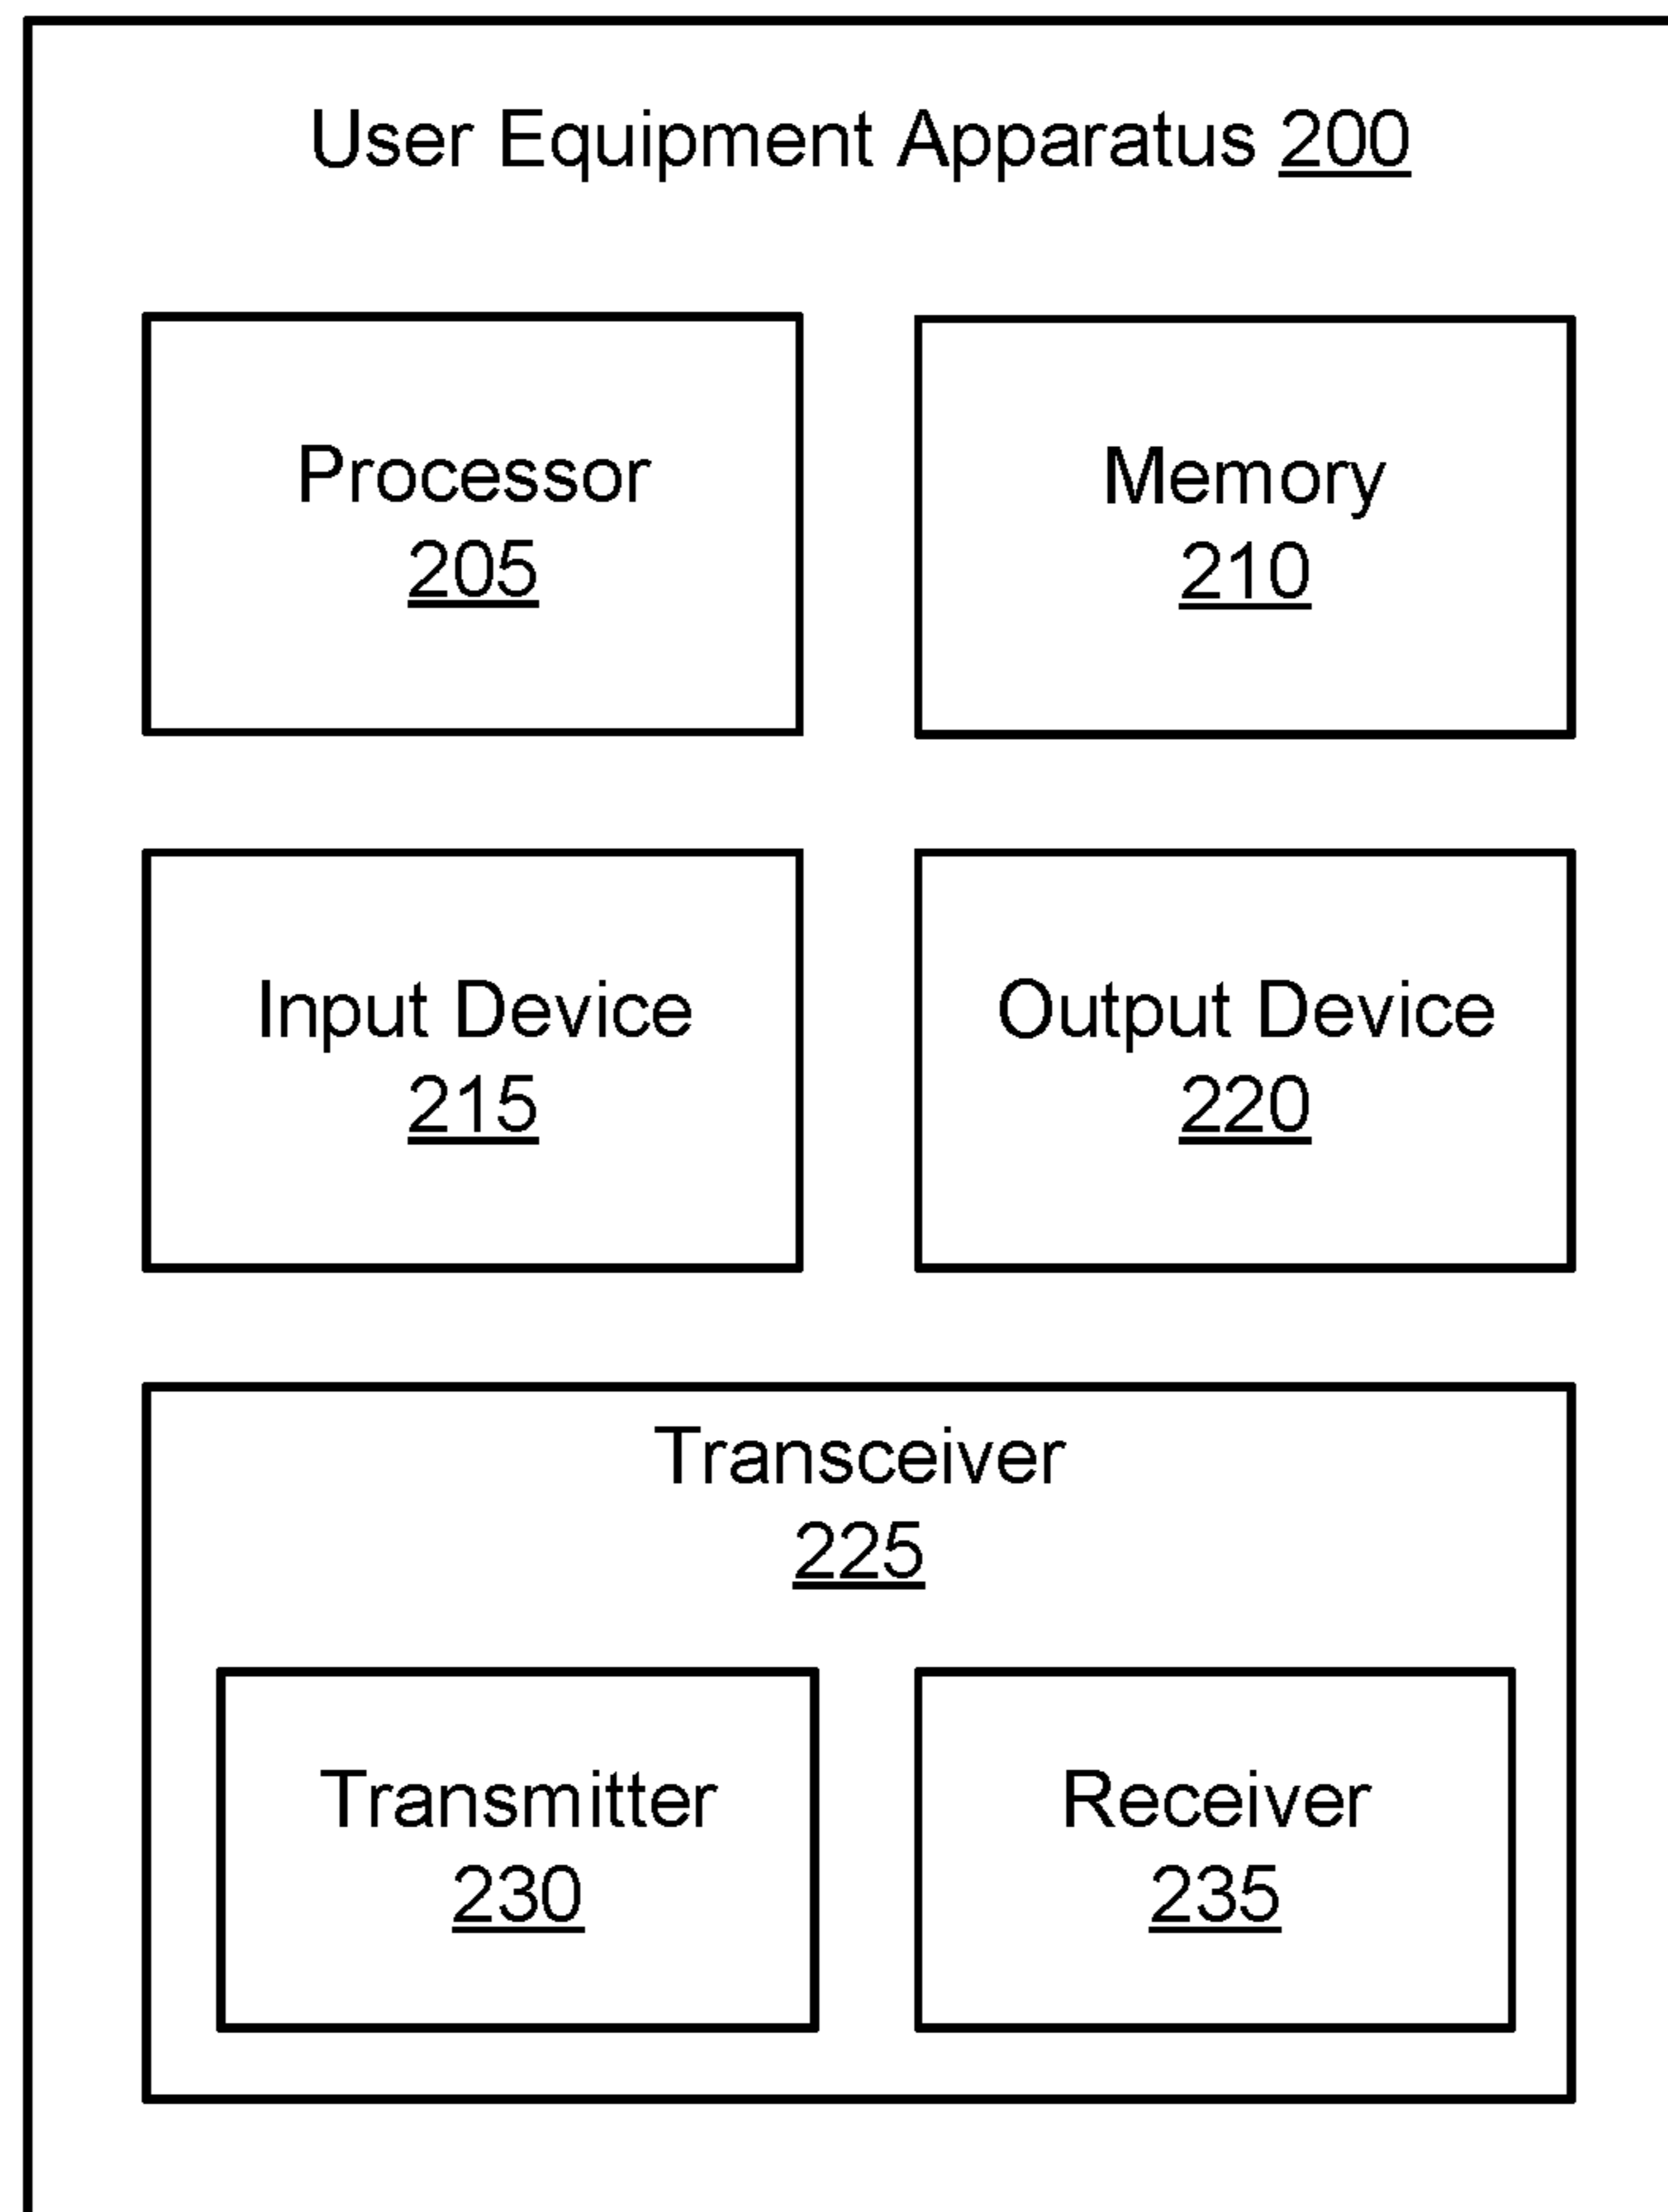 User Equipment Apparatus 200
Processor
205
Memory
210
Input Device
215
Output Device
220
Transceiver
225
Transmitter
230
Receiver
235